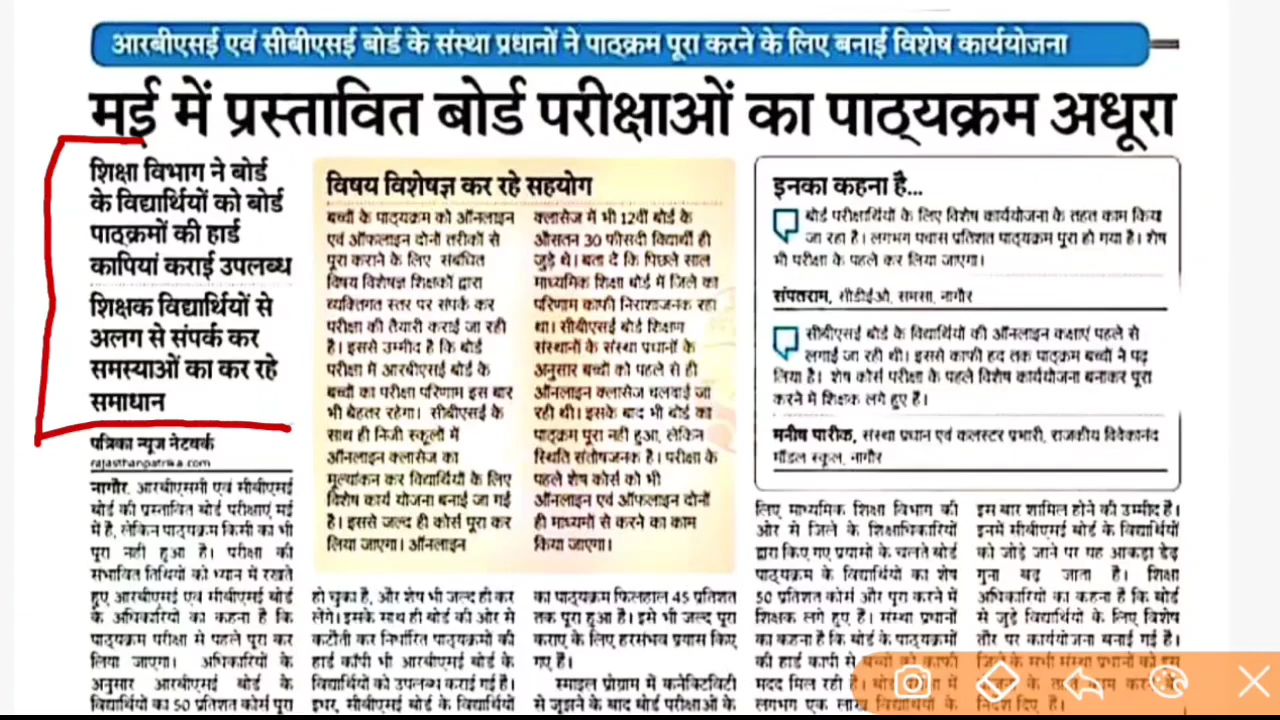 आरबीएसई एवं सीबीएसई बोर्ड के संस्था प्रधानों ने पाठ्क्रम पूरा करने के लिए बनाई विशेष कार्ययोजना
मई में प्रस्तावित बोर्ड परीक्षाओं का पाठ्यक्रम अधूरा
शिक्षा विभाग ने बोर्ड
के विद्यार्थियों को बोर्ड
पाठ्क्रमों की हार्ड
कापियां कराई उपलब्ध
शिक्षक विद्यार्थियों से
अलग से संपर्क कर
समस्याओं का कर रहे
समाधान
पत्रिका न्यूज नेटवर्क
rajasthanpatrika.com
नागौर. आरबीएसमी एवं सीबीएसई
बोर्ड की प्रस्तावित बोर्ड परीक्षाएं मई
में है, लेकिन पाठ्यक्रम किसी का भी
पूरा नहीं हुआ है। परीक्षा की
संभावित तिथियों को ध्यान में रखते
हुए आरबीएसई एवं सीबीएसई बोर्ड
के अधिकारियों का कहना है कि
पाठ्यक्रम परीक्षा से पहले पूरा कर
लिया जाएगा। अधिकारियों के
अनुसार आरबीएसई बोर्ड के
विद्यार्थियों का 50 प्रतिशत कोर्स पूरा
विषय विशेषज्ञ कर रहे सहयोग
बच्चों के पाठ्यक्रम को ऑनलाइन
एवं ऑफलाइन दोनों तरीकों से
पूरा कराने के लिए संबंधित
विषय विशेषज्ञ शिक्षकों द्वारा
व्यक्तिगत स्तर पर संपर्क कर
परीक्षा की तैयारी कराई जा रही
है। इससे उम्मीद है कि बोर्ड
परीक्षा में आरबीएसई बोर्ड के
बच्चों का परीक्षा परिणाम इस बार
भी बेहतर रहेगा। सीबीएसई के
साथ ही निजी स्कूलों में
ऑनलाइन क्लासेज का
मूल्यांकन कर विद्यार्थियों के लिए
विशेष कार्य योजना बनाई जा गई
है। इससे जल्द ही कोर्स पूरा कर
लिया जाएगा। ऑनलाइन
क्लासेज में भी 12वीं बोर्ड के
औसतन 30 फीसदी विद्यार्थी ही
जुड़े थे। बता दें कि पिछले साल
माध्यमिक शिक्षा बोर्ड में जिले का
परिणाम काफी निराशाजनक रहा
था। सीबीएसई बोर्ड शिक्षण
संस्थानों के संस्था प्रधानों के
अनुसार बच्चों को पहले से ही
ऑनलाइन क्लासेज चलवाई जा
रही थी। इसके बाद भी बोर्ड का
पाठ्क्रम पूरा नहीं हुआ, लेकिन
स्थिति संतोषजनक है। परीक्षा के
पहले शेष कोर्स को भी
ऑनलाइन एवं ऑफलाइन दोनों
ही माध्यमों से करने का काम
किया जाएगा।
इनका कहना है...
बोर्ड परीक्षार्थियों के लिए विशेष कार्ययोजना के तहत काम किया
जा रहा है। लगभग पचास प्रतिशत पाठ्यक्रम पूरा हो गया है। शेष
भी परीक्षा के पहले कर लिया जाएगा।
संपतराम, सीडीईओ, समसा, नागौर
सीबीएसई बोर्ड के विद्यार्थियों की ऑनलाइन कक्षाएं पहले से
लगाई जा रही थी। इससे काफी हद तक पाठ्क्रम बच्चों ने पढ़
लिया है। शेष कोर्स परीक्षा के पहले विशेष कार्ययोजना बनाकर पूरा
करने में शिक्षक लगे हुए हैं।
मनीष पारीक, संस्था प्रधान एवं कलस्टर प्रभारी, राजकीय विवेकानंद
मॉडल स्कूल, नागौर
हो चुका है, और शेष भी जल्द ही कर
लेंगे। इसके साथ ही बोर्ड की ओर से
कटौती कर निर्धारित पाठ्यक्रमों की
हार्ड कॉपी भी आरबीएसई बोर्ड के
विद्यार्थियों को उपलब्ध कराई गई है।
इधर, सीबीएसई बोर्ड के विद्यार्थियों
का पाठ्यक्रम फिलहाल 45 प्रतिशत
तक पूरा हुआ है। इसे भी जल्द पूरा
कराए के लिए हरसंभव प्रयास किए
गए है।
स्माइल प्रोग्राम में कनेक्टिविटी
से जूझने के बाद बोर्ड परीक्षाओं के
लिए माध्यमिक शिक्षा विभाग की
ओर से जिले के शिक्षाधिकारियों
द्वारा किए गए प्रयासों के चलते बोर्ड
पाठ्यक्रम के विद्यार्थियों का शेष
50 प्रतिशत कोर्स और पूरा करने में
शिक्षक लगे हुए है। संस्था प्रधानों
का कहना है कि बोर्ड के पाठ्यक्रमों
की हार्ड कापी से बच्चों को काफी
मदद मिल रही है। बोर्ड में
लगभग एक लाख विद्यार्थियों के
इस बार शामिल होने की उम्मीद है।
इनमें सीबीएसई बोर्ड के विद्यार्थियों
को जोड़े जाने पर यह आकड़ा डेढ़
गुना बढ़ जाता है। शिक्षा
अधिकारियों का कहना है कि बोर्ड
से जुड़े विद्यार्थियों के लिए विशेष
तौर पर कार्ययोजना बनाई गई है।
जिले के सभी संस्था प्रधानों को इस
के तहत काम करने के
निर्देश दिए है।